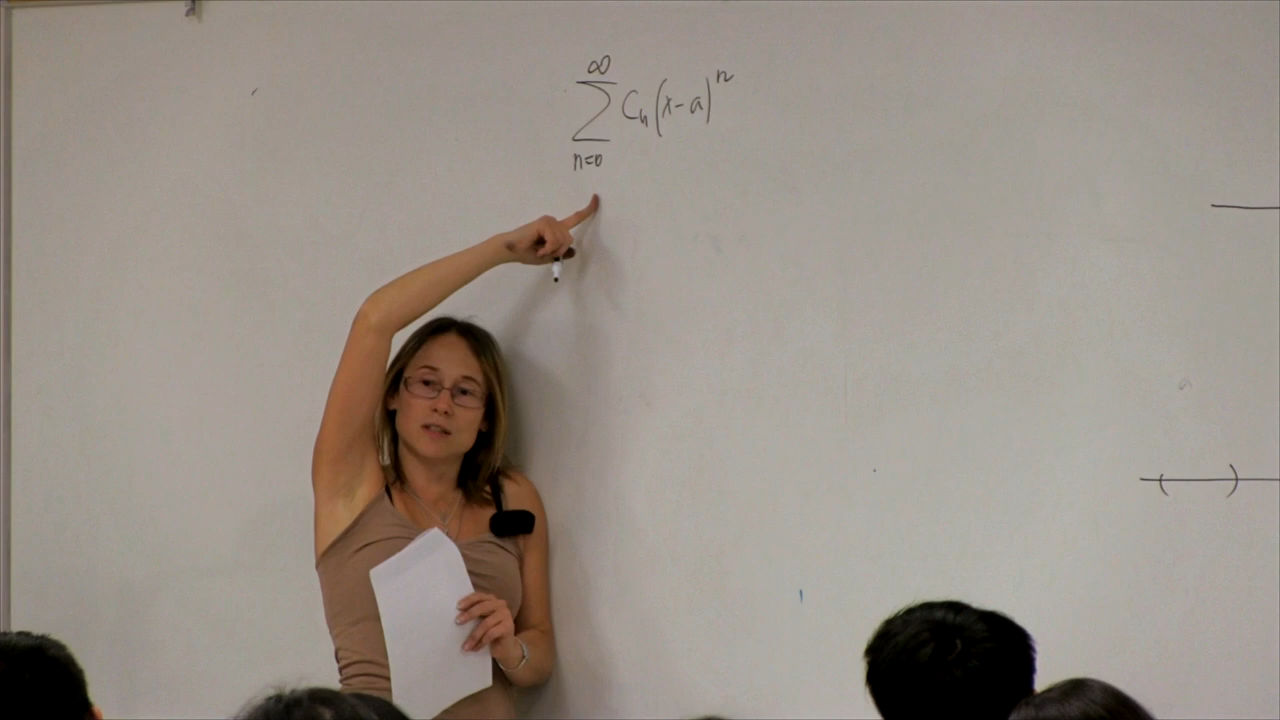 ∞
∑ Cn(x-a)^n
n=0